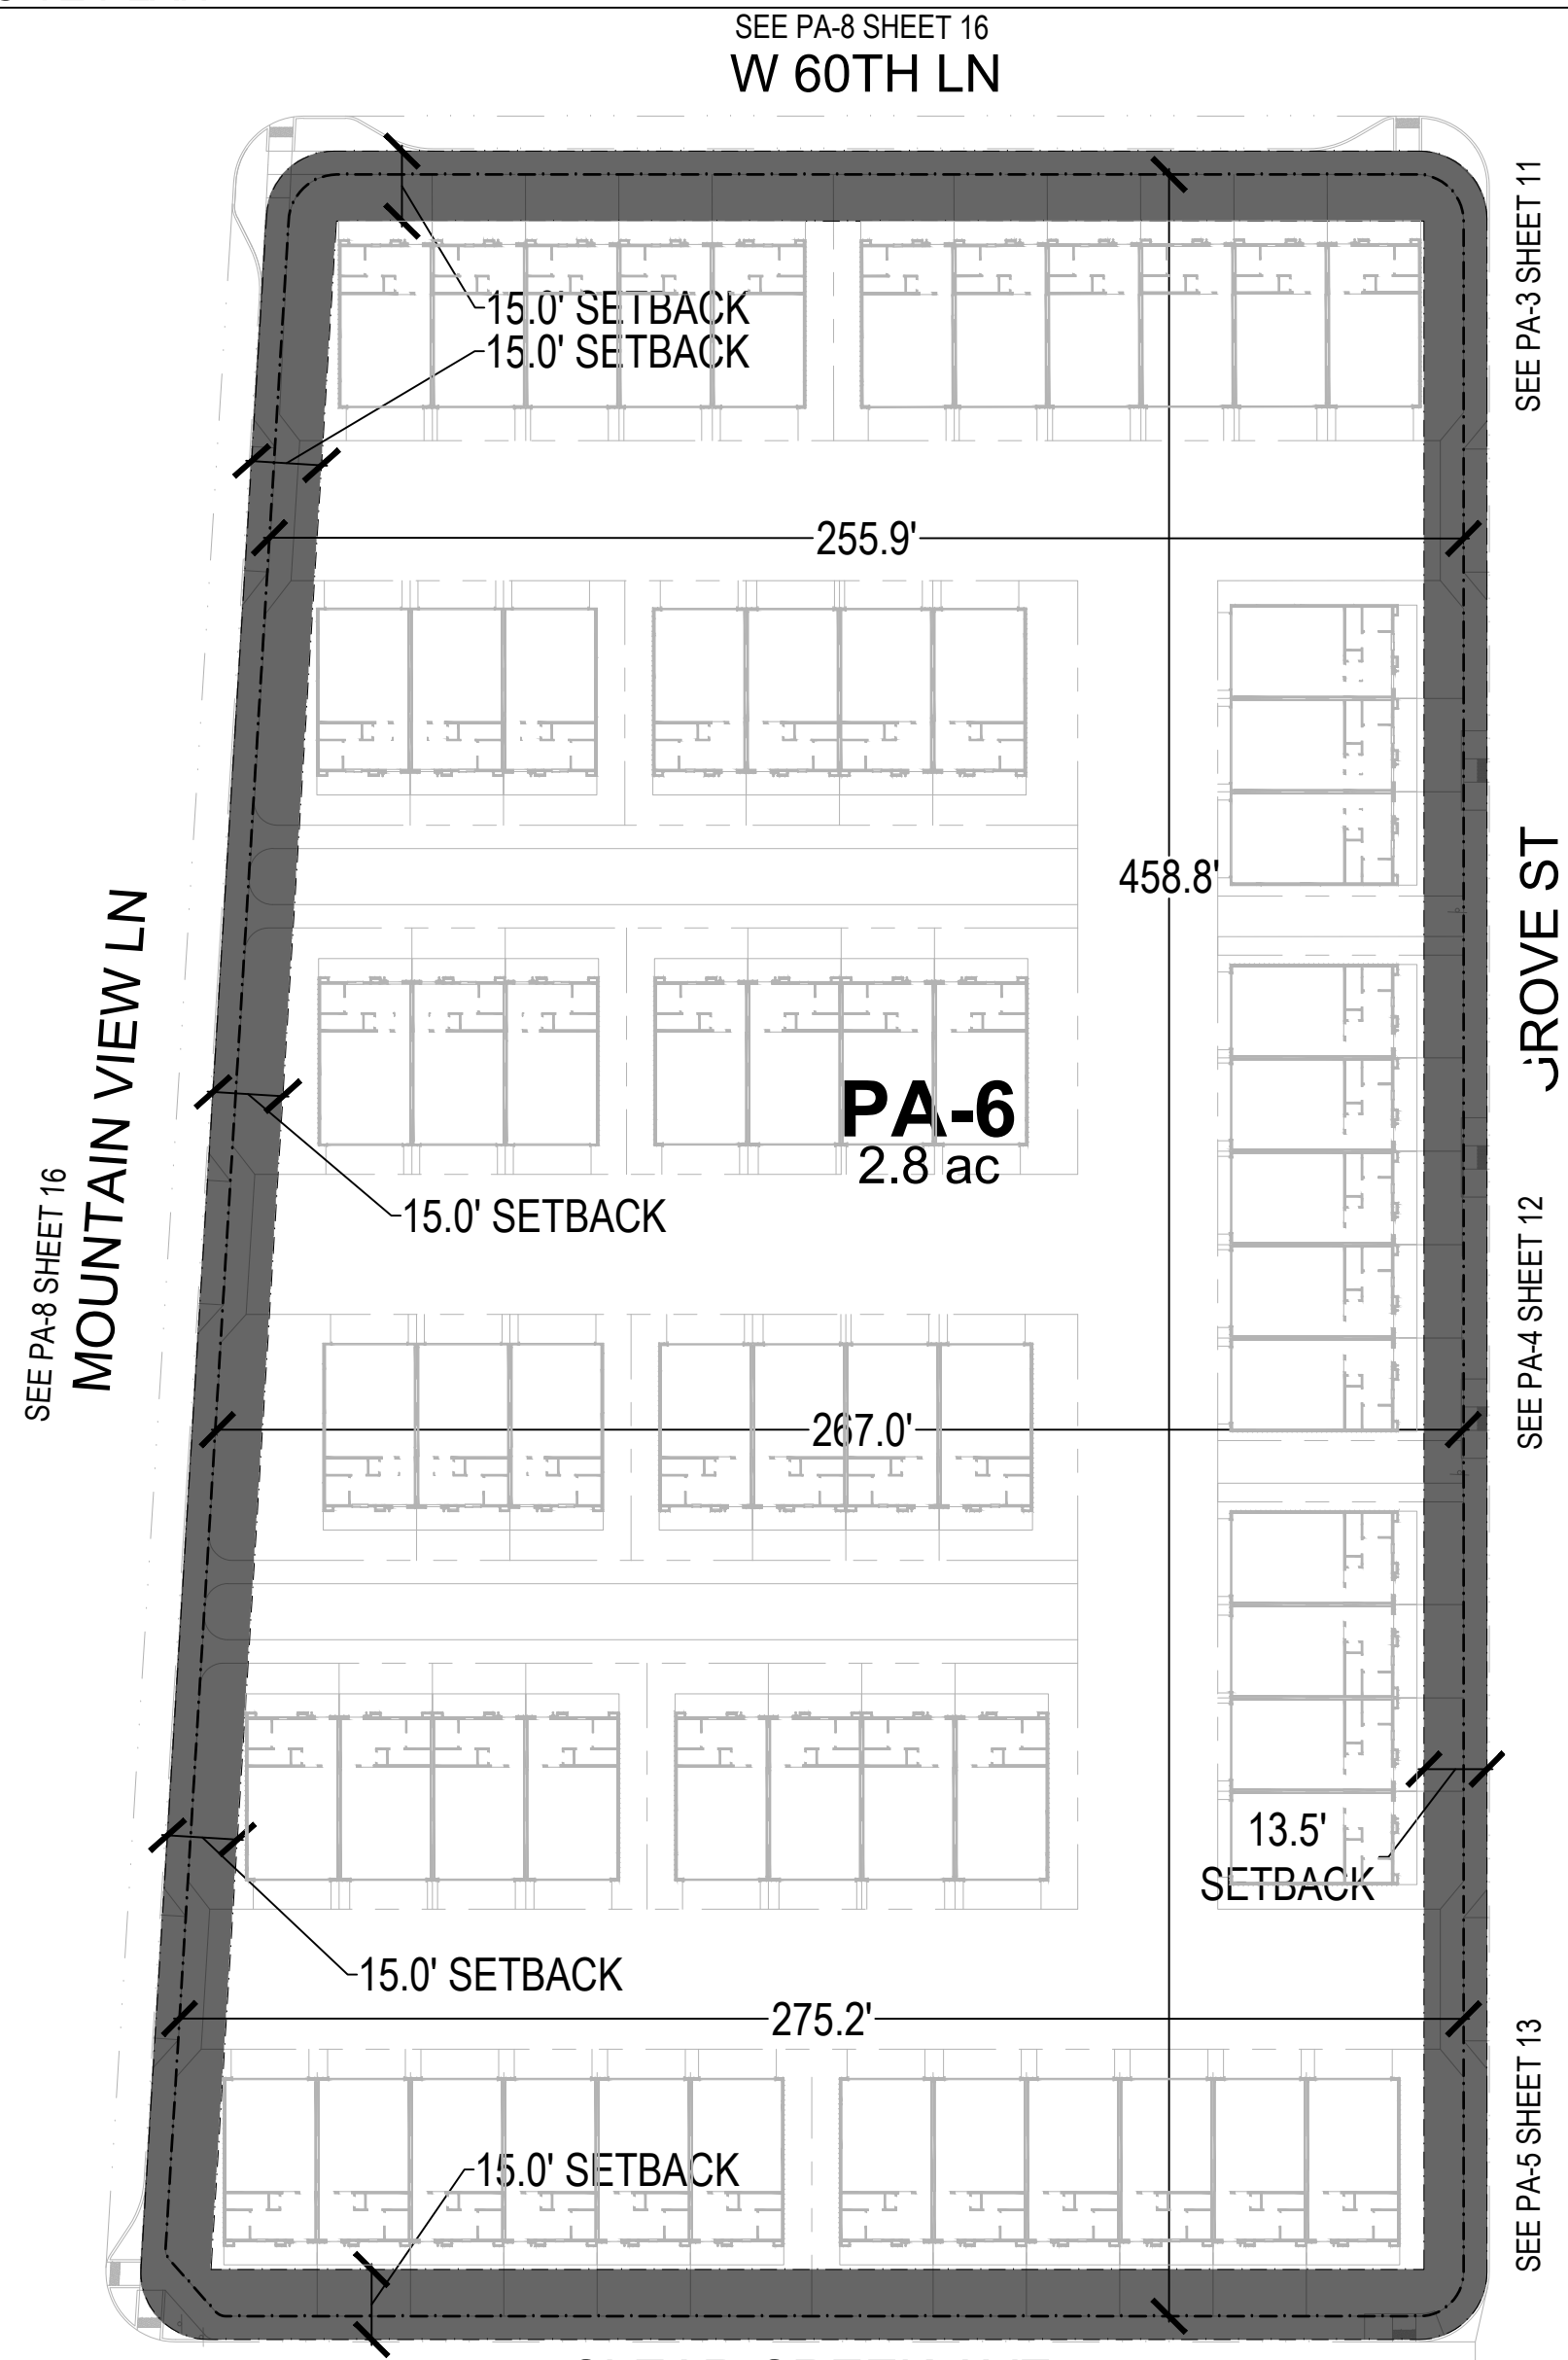 SEE PA-8 SHEET 16
W 60TH LN
SEE PA-3 SHEET 11
15.0' SETBACK
15.0' SETBACK
255.9'
458.8'
GROVE ST
MOUNTAIN VIEW LN
SEE PA-8 SHEET 16
PA-6
2.8 ac
15.0' SETBACK
SEE PA-4 SHEET 12
267.0'
13.5'
SETBACK
15.0' SETBACK
275.2'
SEE PA-5 SHEET 13
15.0' SETBACK